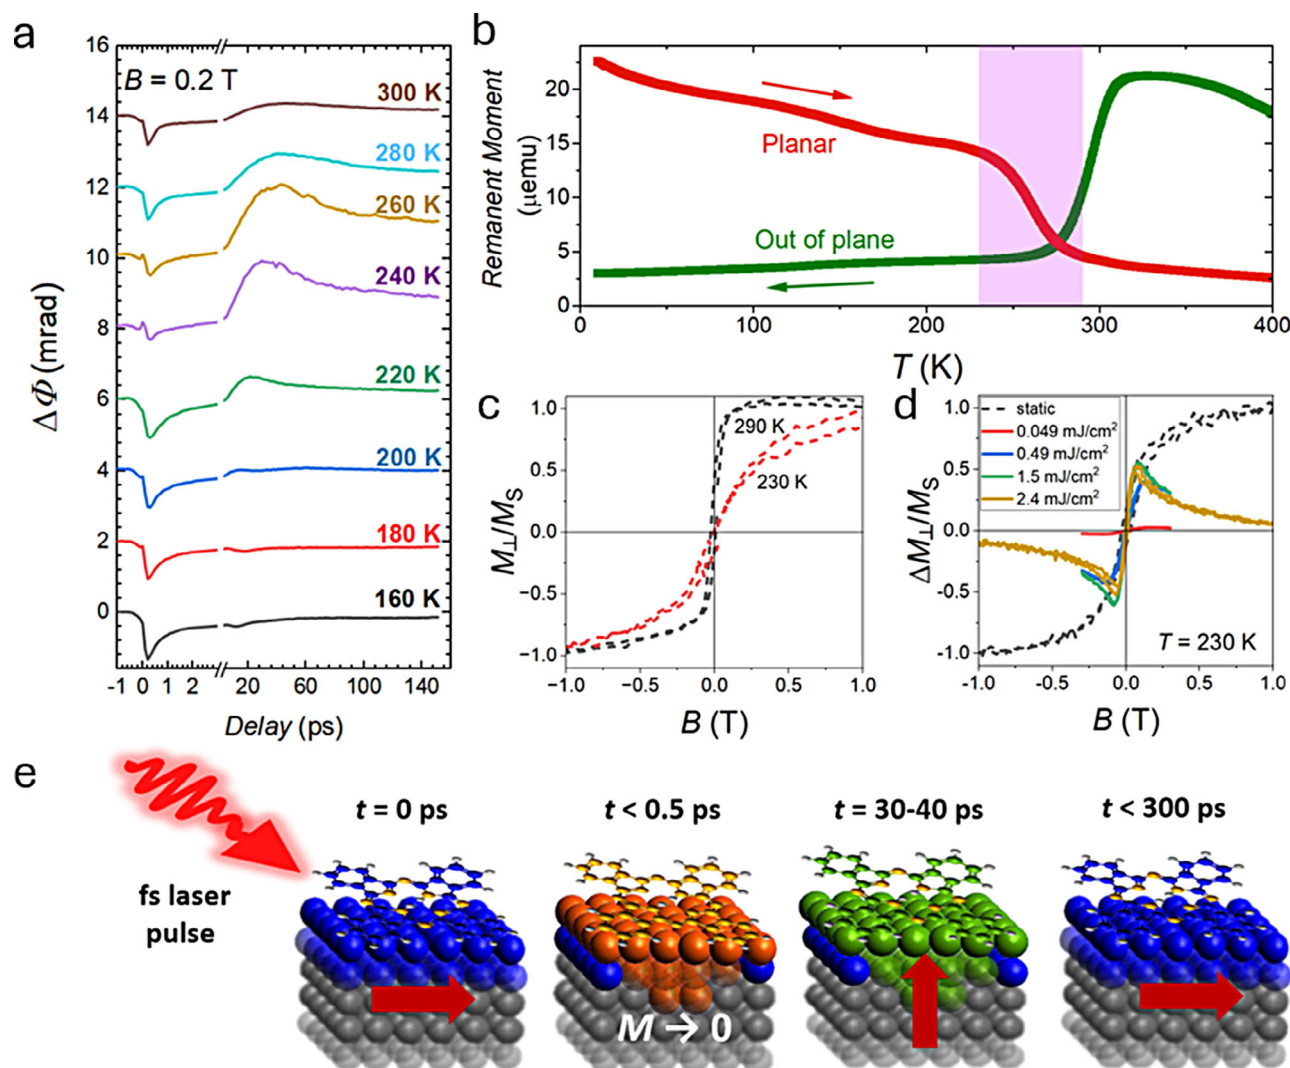 a
16
14
12
10
8
6
4
2
0
B = 0.2 T
300 K
280 K
260 K
240 K
220 K
200 K
180 K
160 K
ΔΦ (mrad)
-1 0 1 2 20 60 100 140
Delay (ps)
b
Remanent Moment
(μemu)
20
15
10
5
0
Planar
Out of plane
0 100 200 300 400
T (K)
c
1.0
0.5
0.0
−0.5
−1.0
M⊥/MS
290 K
230 K
-1.0 -0.5 0.0 0.5 1.0
B (T)
d
1.0
0.5
0.0
-0.5
-1.0
ΔM⊥/MS
static
0.049 mJ/cm²
0.49 mJ/cm²
1.5 mJ/cm²
2.4 mJ/cm²
T = 230 K
-1.0 -0.5 0.0 0.5 1.0
B (T)
e
fs laser
pulse
t = 0 ps
t < 0.5 ps
t = 30-40 ps
t < 300 ps
M → 0